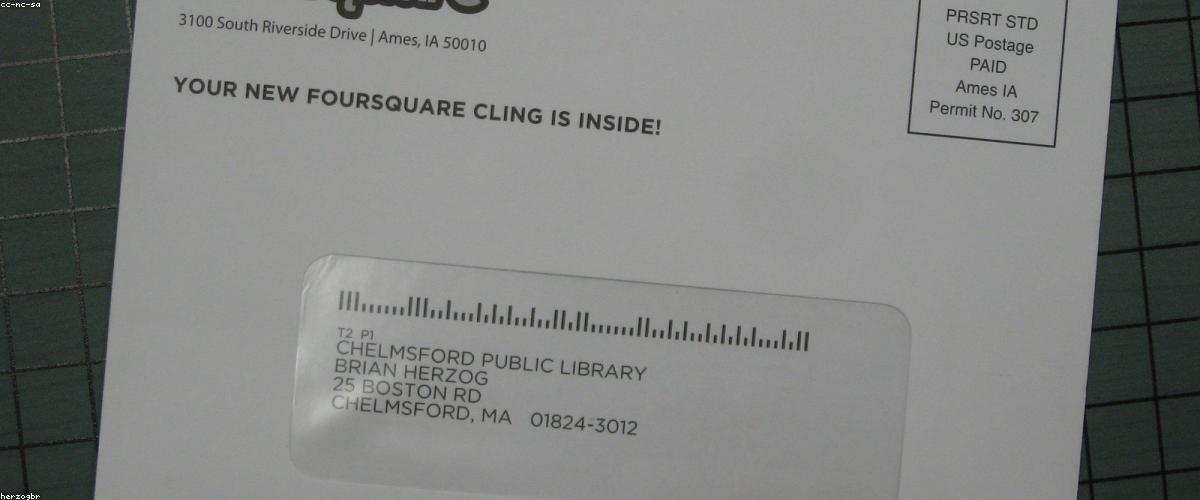 cc-nc-sa
3100 South Riverside Drive | Ames, IA 50010
YOUR NEW FOURSQUARE CLING IS INSIDE!
PRSRT STD
US Postage
PAID
Ames IA
Permit No. 307
T2 P1
CHELMSFORD PUBLIC LIBRARY
BRIAN HERZOG
25 BOSTON RD
CHELMSFORD, MA 01824-3012
herzogbr